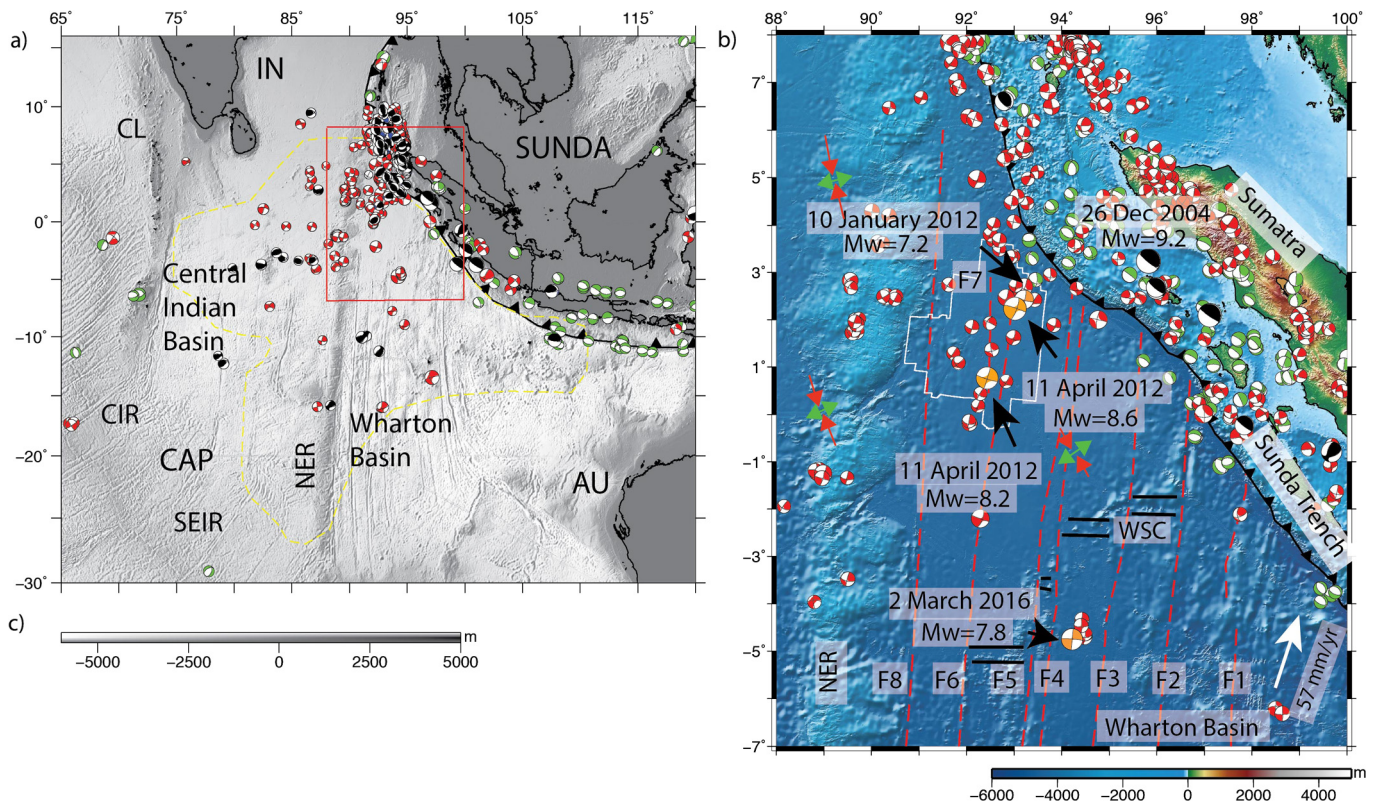 a)
65° 75° 85° 95° 105° 115°
10°
0°
−10°
−20°
−30°
IN
CL
SUNDA
Central
Indian
Basin
CIR
CAP
NER
Wharton
Basin
SEIR
AU
c)
m
−5000 −2500 0 2500 5000
b)
88° 90° 92° 94° 96° 98° 100°
7°
5°
3°
1°
−1°
−3°
−5°
−7°
10 January 2012
Mw=7.2
26 Dec 2004
Mw=9.2
Sumatra
F7
11 April 2012
Mw=8.6
11 April 2012
Mw=8.2
Sunda Trench
WSC
2 March 2016
Mw=7.8
NER
F8
F6
F5
F4
F3
F2
F1
57 mm/yr
Wharton Basin
m
−6000 −4000 −2000 0 2000 4000